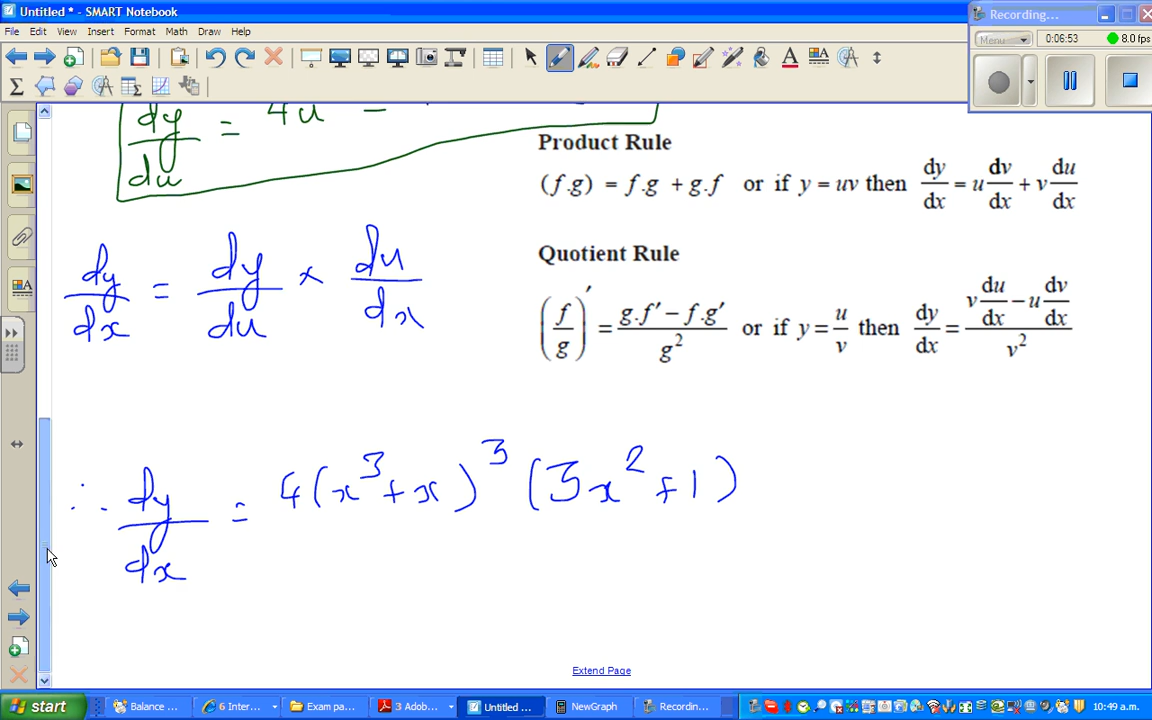 Untitled * - SMART Notebook
File Edit View Insert Format Math Draw Help
Recording...
Menu 0:06:53 8.0 fps
dy/du = 4u
Product Rule
(f.g) = f.g + g.f or if y = uv then dy/dx = u dv/dx + v du/dx
dy/dx = dy/du × du/dx
Quotient Rule
(f/g)′ = (g.f′ − f.g′)/g² or if y = u/v then dy/dx = (v du/dx − u dv/dx)/v²
∴ dy/dx = 4(x³+x)³ (3x²+1)
Extend Page
start Balance ... 6 Inter... Exam pa... 3 Adob... Untitled ... NewGraph Recordin... 10:49 a.m.